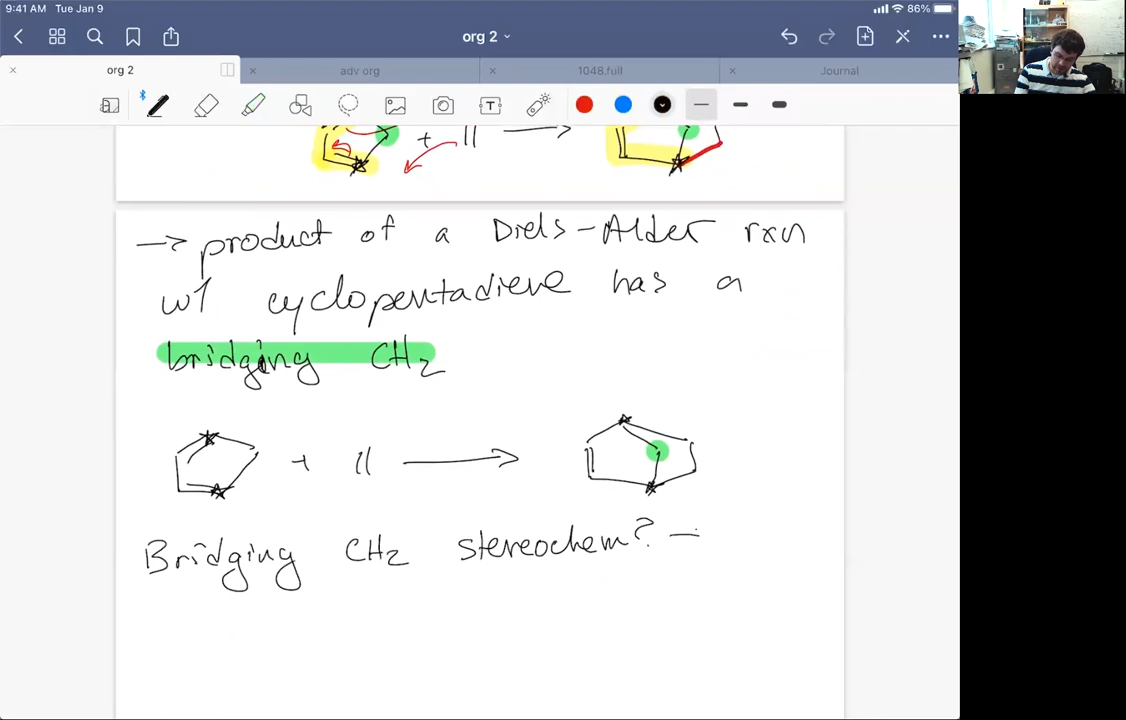 9:41 AM Tue Jan 9
86%
org 2
org 2
adv org
1048.full
Journal
T
+
→ product of a Diels-Alder rxn
w/ cyclopentadiene has a
bridging CH2
+
Bridging CH2 stereochem? -